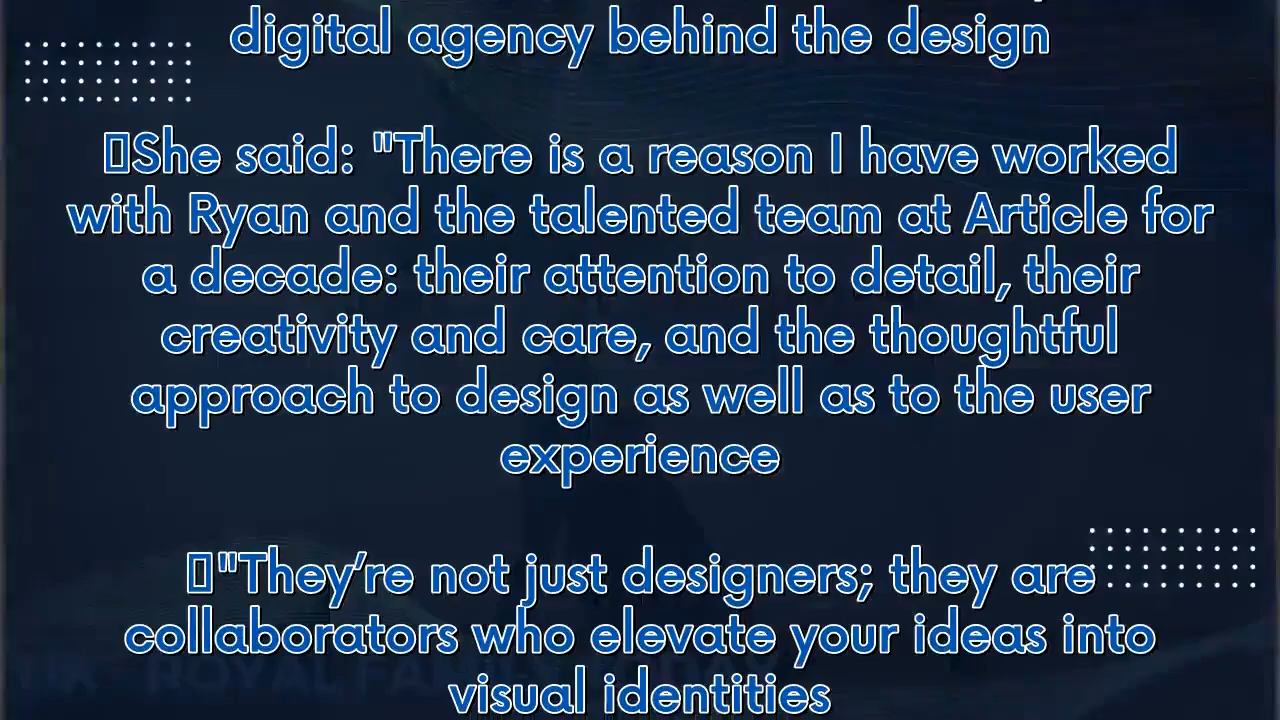 digital agency behind the design
She said: "There is a reason I have worked
with Ryan and the talented team at Article for
a decade: their attention to detail, their
creativity and care, and the thoughtful
approach to design as well as to the user
experience
"They’re not just designers; they are
collaborators who elevate your ideas into
ROYAL FAMILY TODAY
visual identities